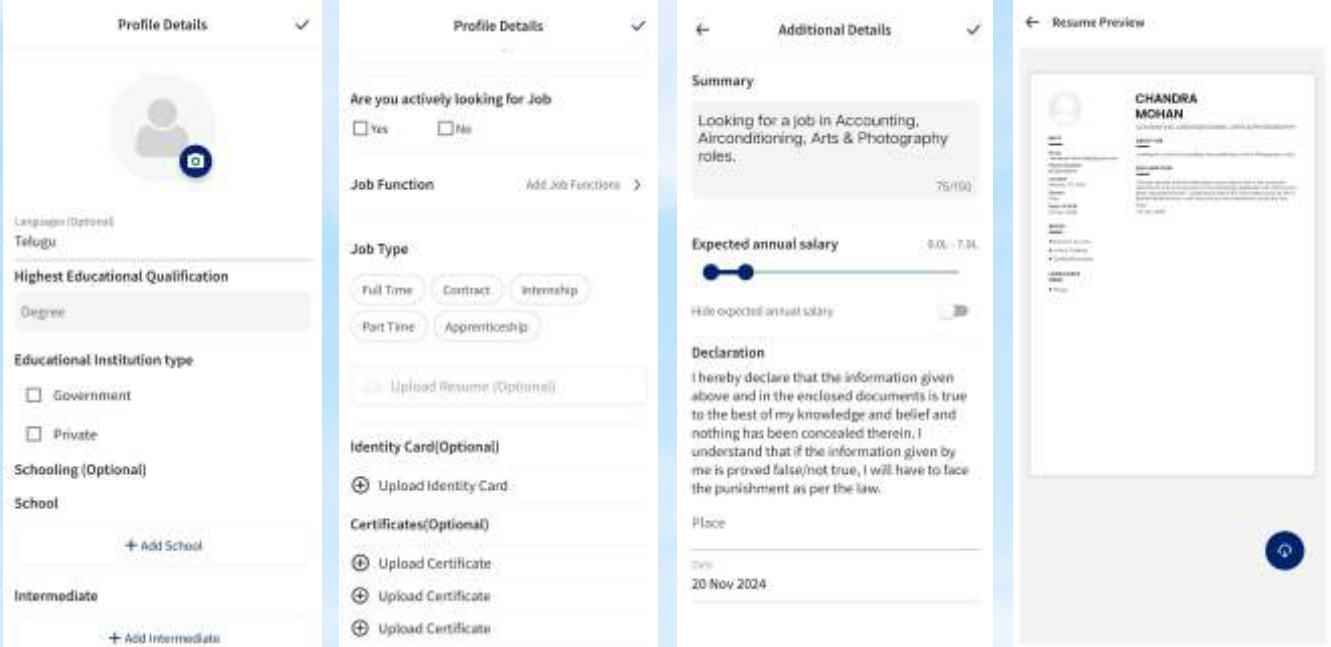 Profile Details
Languages (Optional)
Telugu
Highest Educational Qualification
Degree
Educational Institution type
Government
Private
Schooling (Optional)
School
+ Add School
Intermediate
+ Add Intermediate
Profile Details
Are you actively looking for Job
Yes No
Job Function Add Job Functions
Job Type
Full Time Contract Internship
Part Time Apprenticeship
Upload Resume (Optional)
Identity Card(Optional)
Upload Identity Card
Certificates(Optional)
Upload Certificate
Upload Certificate
Upload Certificate
Additional Details
Summary
Looking for a job in Accounting,
Airconditioning, Arts & Photography
roles.
75/150
Expected annual salary 0.0L - 7.0L
Hide expected annual salary
Declaration
I hereby declare that the information given
above and in the enclosed documents is true
to the best of my knowledge and belief and
nothing has been concealed therein. I
understand that if the information given by
me is proved false/not true, I will have to face
the punishment as per the law.
Place
Date
20 Nov 2024
Resume Preview
CHANDRA
MOHAN